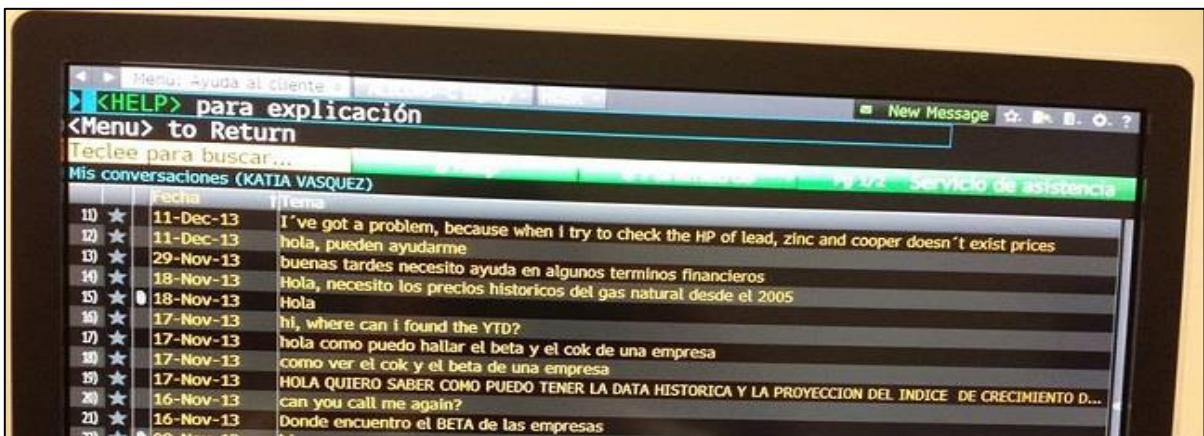 Menu: Ayuda al cliente
<HELP> para explicación
New Message
?
<Menu> to Return
Teclee para buscar...
Pg 1/2 Servicio de asistencia
Mis conversaciones (KATIA VASQUEZ)
Fecha Tema
11) 11-Dec-13 I´ve got a problem, because when i try to check the HP of lead, zinc and cooper doesn´t exist prices
12) 11-Dec-13 hola, pueden ayudarme
13) 29-Nov-13 buenas tardes necesito ayuda en algunos terminos financieros
14) 18-Nov-13 Hola, necesito los precios historicos del gas natural desde el 2005
15) 18-Nov-13 Hola
16) 17-Nov-13 hi, where can i found the YTD?
17) 17-Nov-13 hola como puedo hallar el beta y el cok de una empresa
18) 17-Nov-13 como ver el cok y el beta de una empresa
19) 17-Nov-13 HOLA QUIERO SABER COMO PUEDO TENER LA DATA HISTORICA Y LA PROYECCION DEL INDICE DE CRECIMIENTO D...
20) 16-Nov-13 can you call me again?
21) 16-Nov-13 Donde encuentro el BETA de las empresas